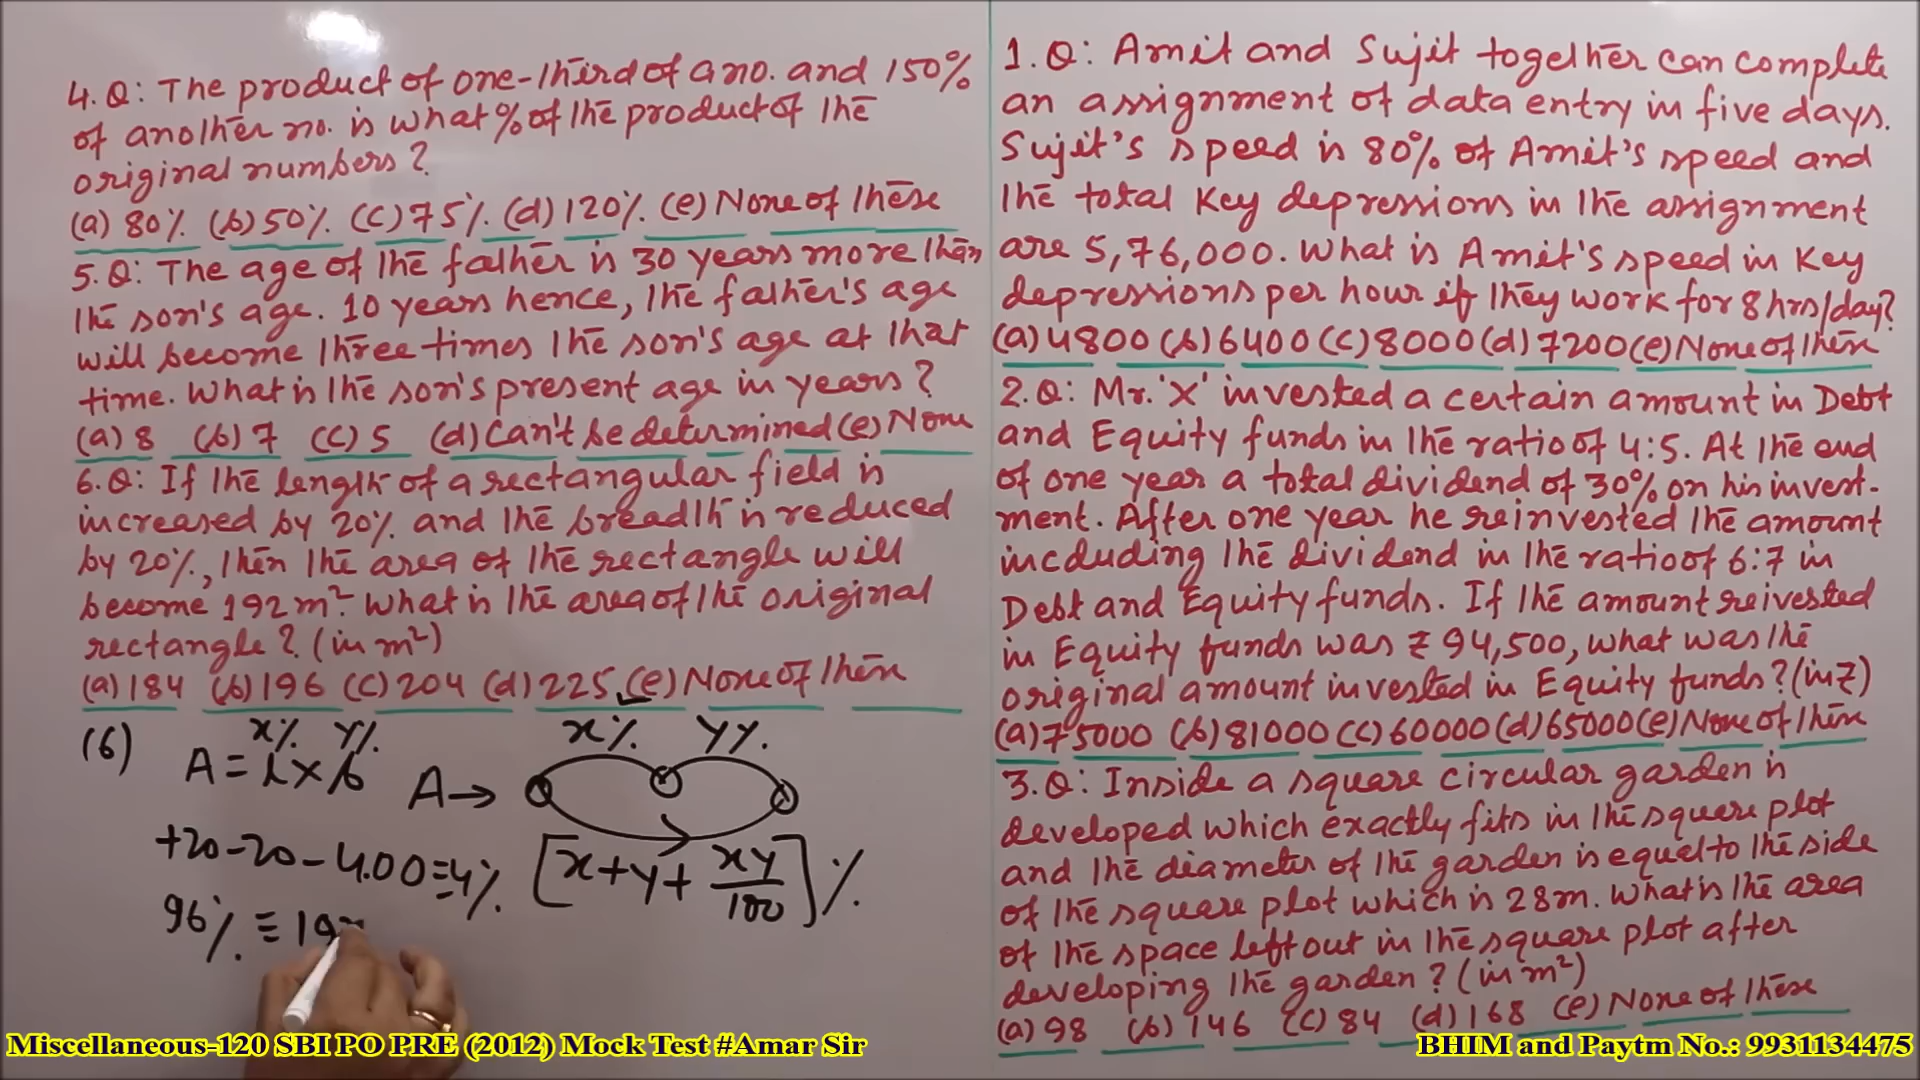 4.Q: The product of one-third of a no. and 150%
of another no. is what % of the product of the
original numbers?
(a) 80% (b) 50% (c) 75% (d) 120% (e) None of these
5.Q: The age of the father is 30 years more than
the son's age. 10 years hence, the father's age
will become three times the son's age at that
time. What is the son's present age in years?
(a) 8 (b) 7 (c) 5 (d) Can't be determined (e) None
6.Q: If the length of a rectangular field is
increased by 20% and the breadth is reduced
by 20%, then the area of the rectangle will
become 192 m². What is the area of the original
rectangle? (in m²)
(a) 184 (b) 196 (c) 204 (d) 225 (e) None of these
(6) x% y%
A = l × b
A → x% y%
+20-20-4.00=4%
[x+y+ xy/100]%
96% =
1.Q: Amit and Sujit together can complete
an assignment of data entry in five days.
Sujit's speed is 80% of Amit's speed and
the total key depressions in the assignment
are 5,76,000. What is Amit's speed in key
depressions per hour if they work for 8 hrs/day?
(a) 4800 (b) 6400 (c) 8000 (d) 7200 (e) None of these
2.Q: Mr. 'X' invested a certain amount in Debt
and Equity funds in the ratio of 4:5. At the end
of one year a total dividend of 30% on his invest-
ment. After one year he reinvested the amount
including the dividend in the ratio of 6:7 in
Debt and Equity funds. If the amount reivested
in Equity funds was ₹ 94,500, what was the
original amount invested in Equity funds? (in ₹)
(a) 75000 (b) 81000 (c) 60000 (d) 65000 (e) None of these
3.Q: Inside a square circular garden is
developed which exactly fits in the square plot
and the diameter of the garden is equal to the side
of the square plot which is 28m. What is the area
of the space left out in the square plot after
developing the garden? (in m²)
(a) 98 (b) 146 (c) 84 (d) 168 (e) None of these
Miscellaneous-120 SBI PO PRE (2012) Mock Test #Amar Sir
BHIM and Paytm No.: 9931134475